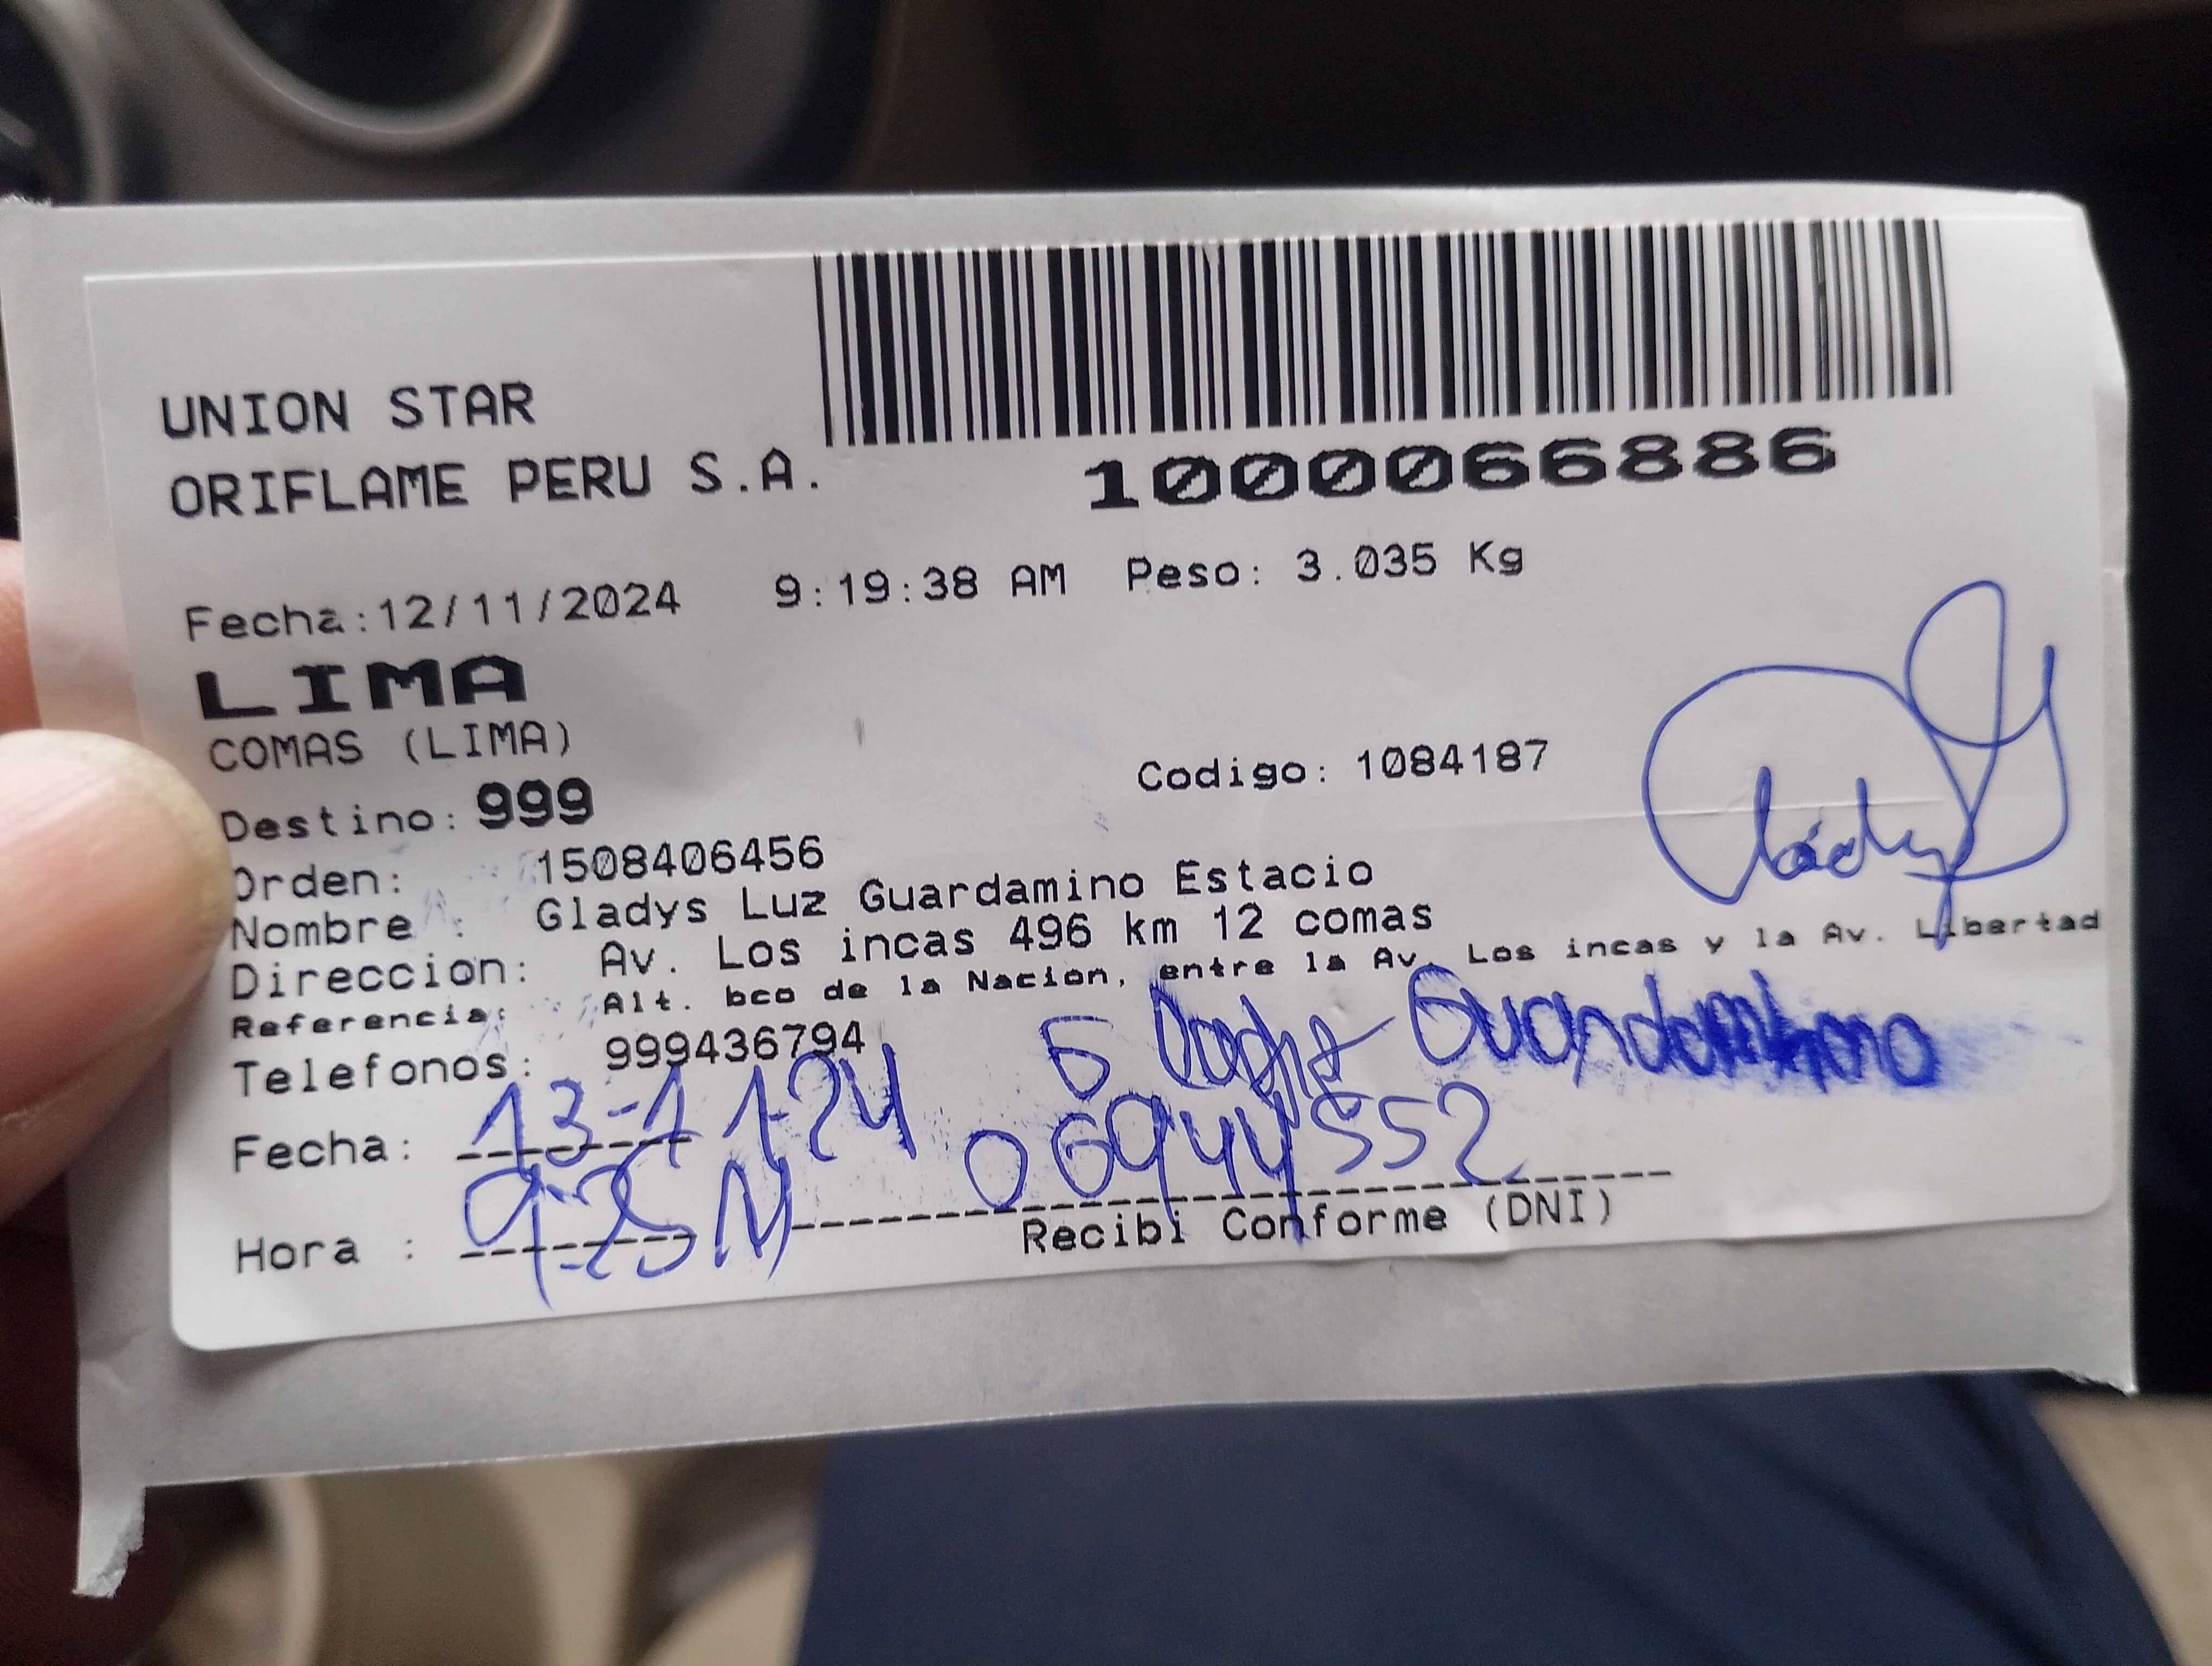 UNION STAR
ORIFLAME PERU S.A.
1000066886
Fecha:12/11/2024 9:19:38 AM Peso: 3.035 Kg
LIMA
COMAS (LIMA)
Codigo: 1084187
Destino: 999
Orden: 1508406456
Nombre : Gladys Luz Guardamino Estacio
Direccion: Av. Los incas 496 km 12 comas
Referencia: Alt. bco de la Nacion, entre la Av. Los incas y la Av. Libertad
Telefonos: 999436794
Guardamino
Fecha: 13-11-24 06944552
Hora : 9-25
Recibi Conforme (DNI)